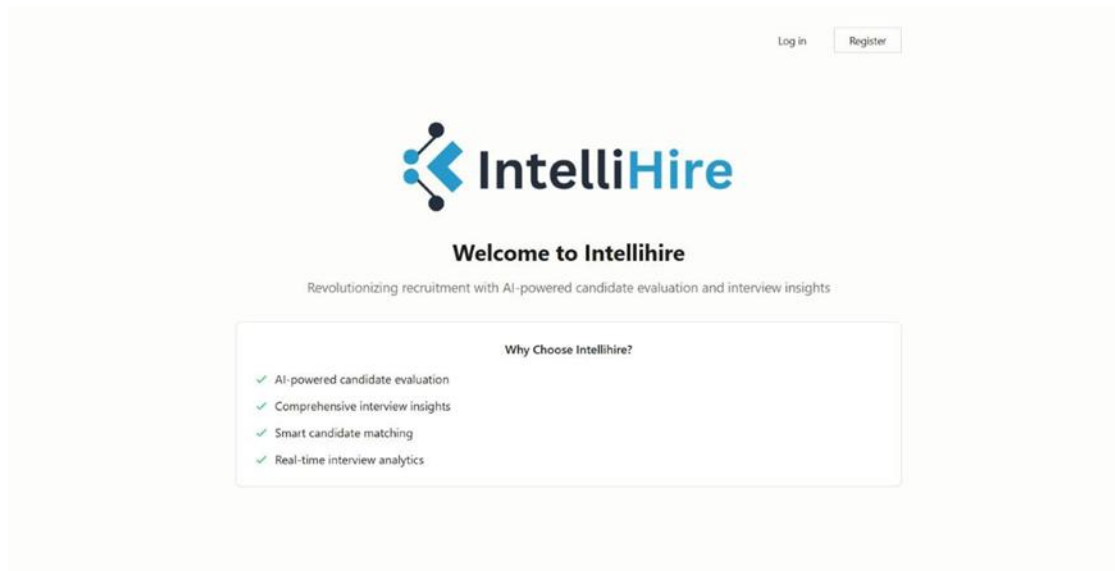 Log in
Register
IntelliHire
Welcome to Intellihire
Revolutionizing recruitment with AI-powered candidate evaluation and interview insights
Why Choose Intellihire?
AI-powered candidate evaluation
Comprehensive interview insights
Smart candidate matching
Real-time interview analytics